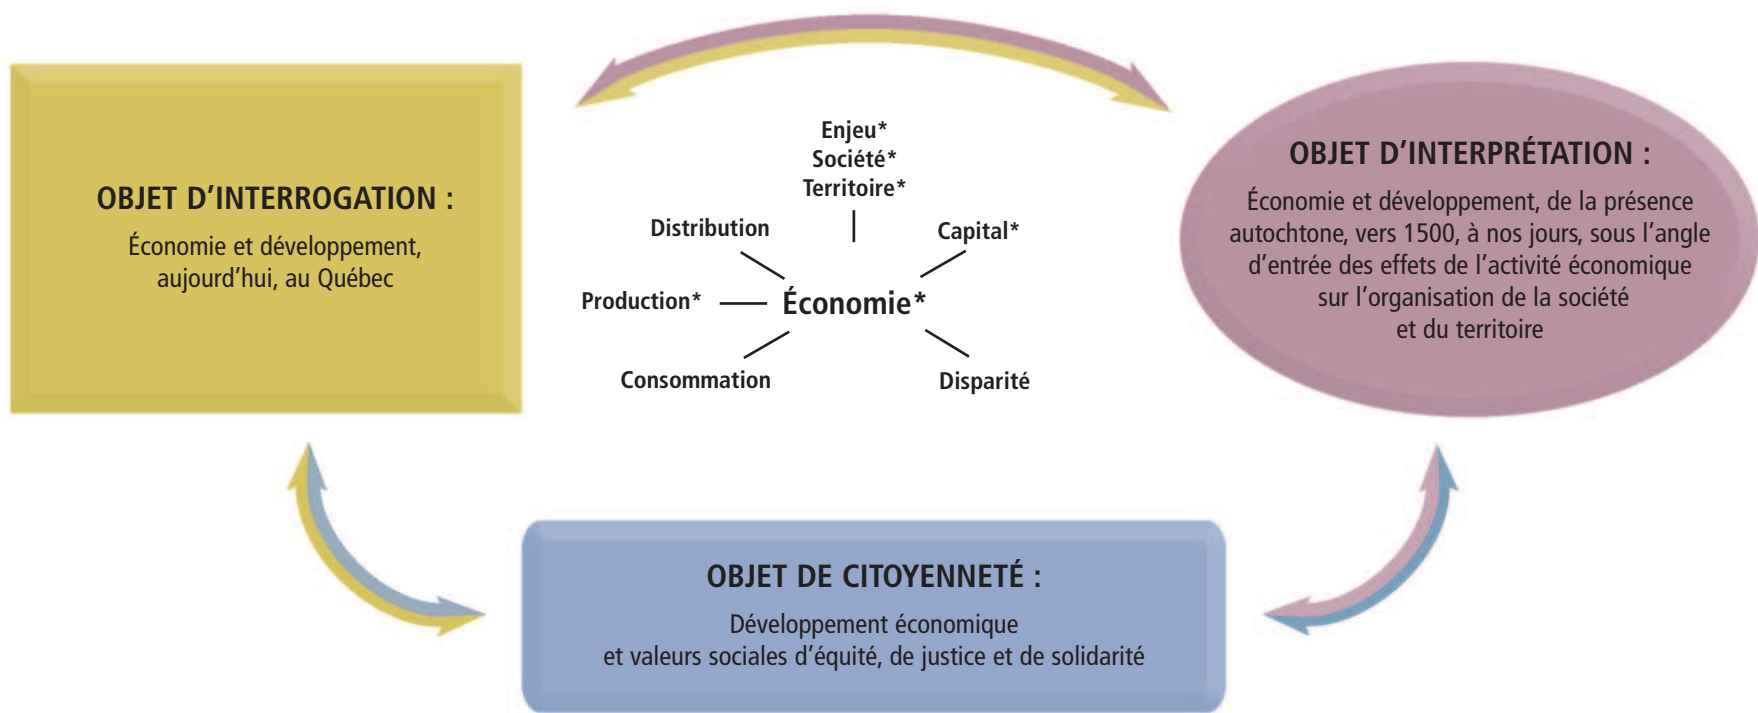 OBJET D'INTERROGATION :
Économie et développement,
aujourd'hui, au Québec
Enjeu*
Société*
Territoire*
Distribution
Capital*
Production*
Économie*
Consommation
Disparité
OBJET D'INTERPRÉTATION :
Économie et développement, de la présence
autochtone, vers 1500, à nos jours, sous l'angle
d'entrée des effets de l'activité économique
sur l'organisation de la société
et du territoire
OBJET DE CITOYENNETÉ :
Développement économique
et valeurs sociales d'équité, de justice et de solidarité